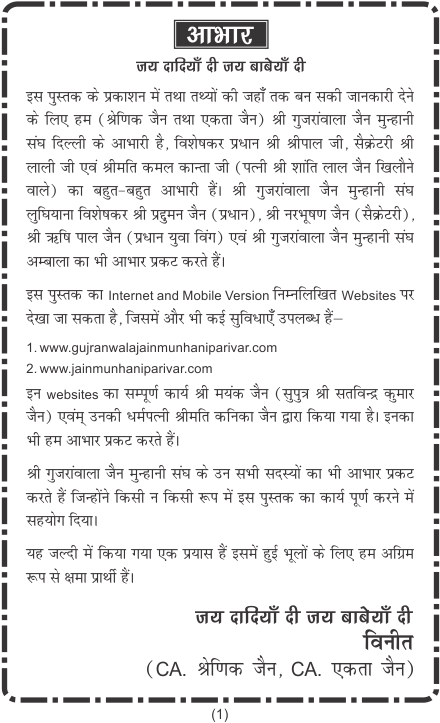 आभार
जय दादियाँ दी जय बाबेयाँ दी
इस पुस्तक के प्रकाशन में तथा तथ्यों की जहाँ तक बन सकी जानकारी देने
के लिए हम (श्रेणिक जैन तथा एकता जैन) श्री गुजरांवाला जैन मुन्हानी
संघ दिल्ली के आभारी है, विशेषकर प्रधान श्री श्रीपाल जी, सैक्रेटरी श्री
लाली जी एवं श्रीमति कमल कान्ता जी (पत्नी श्री शांति लाल जैन खिलौने
वाले) का बहुत-बहुत आभारी हैं। श्री गुजरांवाला जैन मुन्हानी संघ
लुधियाना विशेषकर श्री प्रद्दुमन जैन (प्रधान), श्री नरभूषण जैन (सैक्रेटरी),
श्री ऋषि पाल जैन (प्रधान युवा विंग) एवं श्री गुजरांवाला जैन मुन्हानी संघ
अम्बाला का भी आभार प्रकट करते हैं।
इस पुस्तक का Internet and Mobile Version निम्नलिखित Websites पर
देखा जा सकता है, जिसमें और भी कई सुविधाएँ उपलब्ध हैं–
1. www.gujranwalajainmunhaniparivar.com
2. www.jainmunhaniparivar.com
इन websites का सम्पूर्ण कार्य श्री मयंक जैन (सुपुत्र श्री सतविन्द्र कुमार
जैन) एवंम् उनकी धर्मपत्नी श्रीमति कनिका जैन द्वारा किया गया है। इनका
भी हम आभार प्रकट करते हैं।
श्री गुजरांवाला जैन मुन्हानी संघ के उन सभी सदस्यों का भी आभार प्रकट
करते हैं जिन्होंने किसी न किसी रूप में इस पुस्तक का कार्य पूर्ण करने में
सहयोग दिया।
यह जल्दी में किया गया एक प्रयास हैं इसमें हुई भूलों के लिए हम अग्रिम
रूप से क्षमा प्रार्थी हैं।
जय दादियाँ दी जय बाबेयाँ दी
विनीत
(CA. श्रेणिक जैन, CA. एकता जैन)
(1)